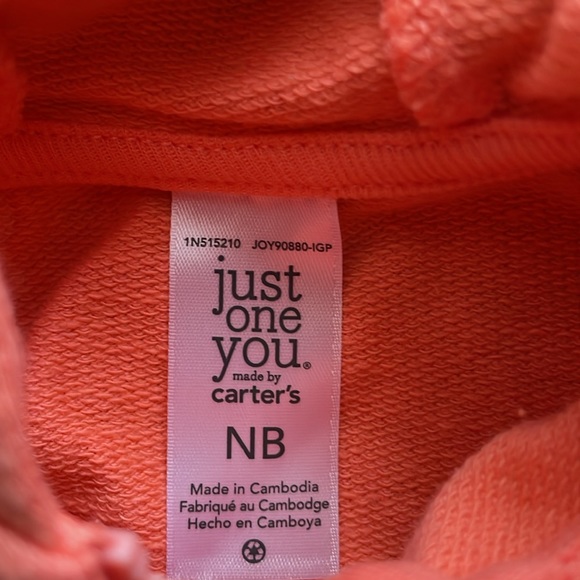 1N515210 JOY90880-IGP
just
one
you®
made by
carter's
NB
Made in Cambodia
Fabriqué au Cambodge
Hecho en Camboya